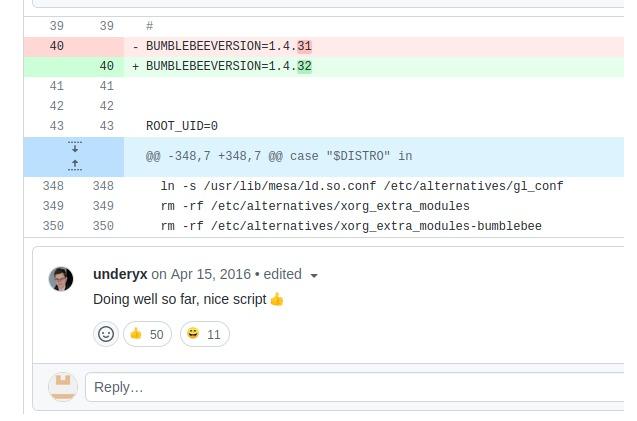 39 39 #
40 - BUMBLEBEEVERSION=1.4.31
40 + BUMBLEBEEVERSION=1.4.32
41 41
42 42
43 43 ROOT_UID=0
@@ -348,7 +348,7 @@ case "$DISTRO" in
348 348 ln -s /usr/lib/mesa/ld.so.conf /etc/alternatives/gl_conf
349 349 rm -rf /etc/alternatives/xorg_extra_modules
350 350 rm -rf /etc/alternatives/xorg_extra_modules-bumblebee
underyx on Apr 15, 2016 • edited
Doing well so far, nice script 👍
👍 50 😄 11
Reply…